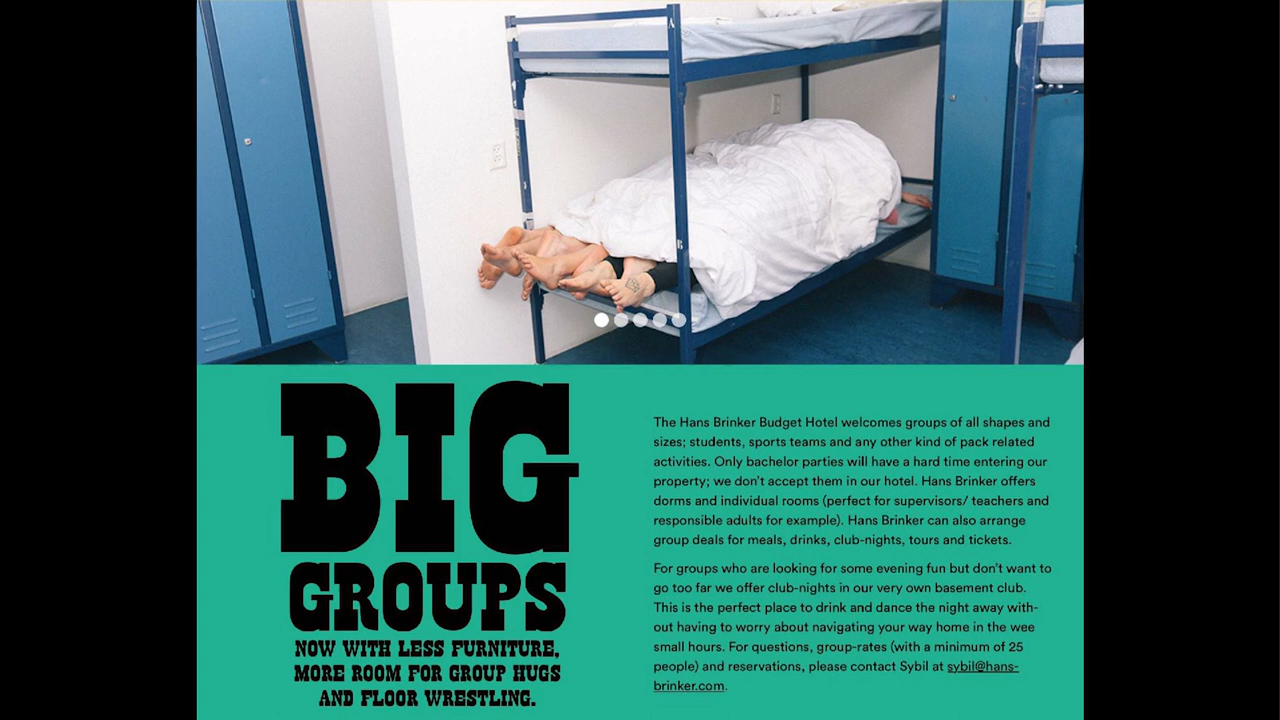 BIG
GROUPS
NOW WITH LESS FURNITURE,
MORE ROOM FOR GROUP HUGS
AND FLOOR WRESTLING.
The Hans Brinker Budget Hotel welcomes groups of all shapes and
sizes; students, sports teams and any other kind of pack related
activities. Only bachelor parties will have a hard time entering our
property; we don't accept them in our hotel. Hans Brinker offers
dorms and individual rooms (perfect for supervisors/ teachers and
responsible adults for example). Hans Brinker can also arrange
group deals for meals, drinks, club-nights, tours and tickets.
For groups who are looking for some evening fun but don't want to
go too far we offer club-nights in our very own basement club.
This is the perfect place to drink and dance the night away with-
out having to worry about navigating your way home in the wee
small hours. For questions, group-rates (with a minimum of 25
people) and reservations, please contact Sybil at sybil@hans-
brinker.com.